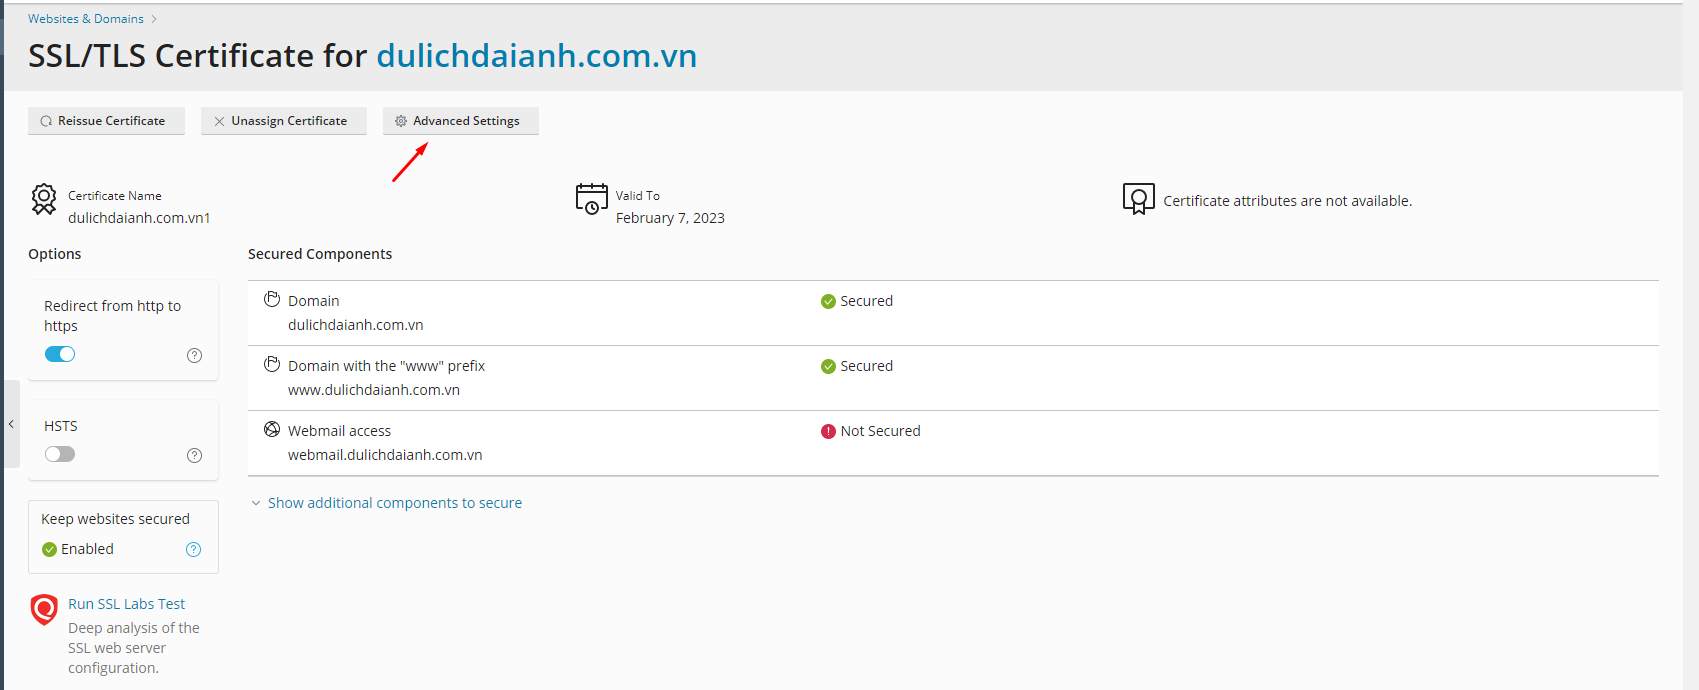 Websites & Domains
SSL/TLS Certificate for dulichdaianh.com.vn
Reissue Certificate
Unassign Certificate
Advanced Settings
Certificate Name
dulichdaianh.com.vn1
Valid To
February 7, 2023
Certificate attributes are not available.
Options
Redirect from http to
https
HSTS
Keep websites secured
Enabled
Run SSL Labs Test
Deep analysis of the
SSL web server
configuration.
Secured Components
Domain
dulichdaianh.com.vn
Secured
Domain with the "www" prefix
www.dulichdaianh.com.vn
Secured
Webmail access
webmail.dulichdaianh.com.vn
Not Secured
Show additional components to secure